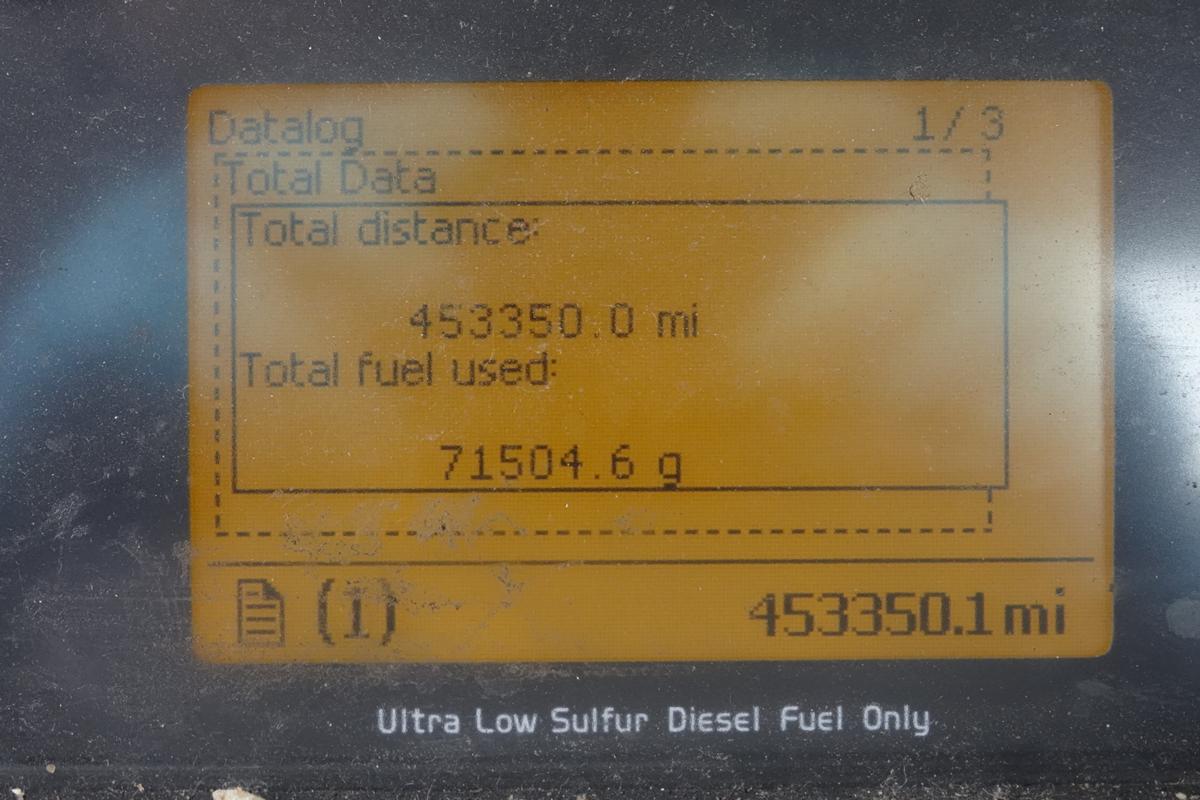 Datalog 1/3
Total Data
Total distance:
453350.0 mi
Total fuel used:
71504.6 g
(1) 453350.1 mi
Ultra Low Sulfur Diesel Fuel Only